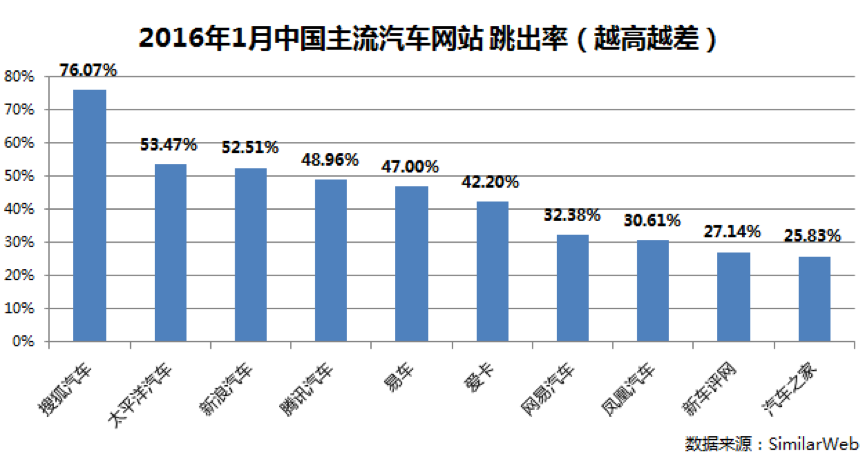 2016年1月中国主流汽车网站 跳出率（越高越差）
80%
70%
60%
50%
40%
30%
20%
10%
0%
76.07%
53.47%
52.51%
48.96%
47.00%
42.20%
32.38%
30.61%
27.14%
25.83%
搜狐汽车
太平洋汽车
新浪汽车
腾讯汽车
易车
爱卡
网易汽车
凤凰汽车
新车评网
汽车之家
数据来源：SimilarWeb